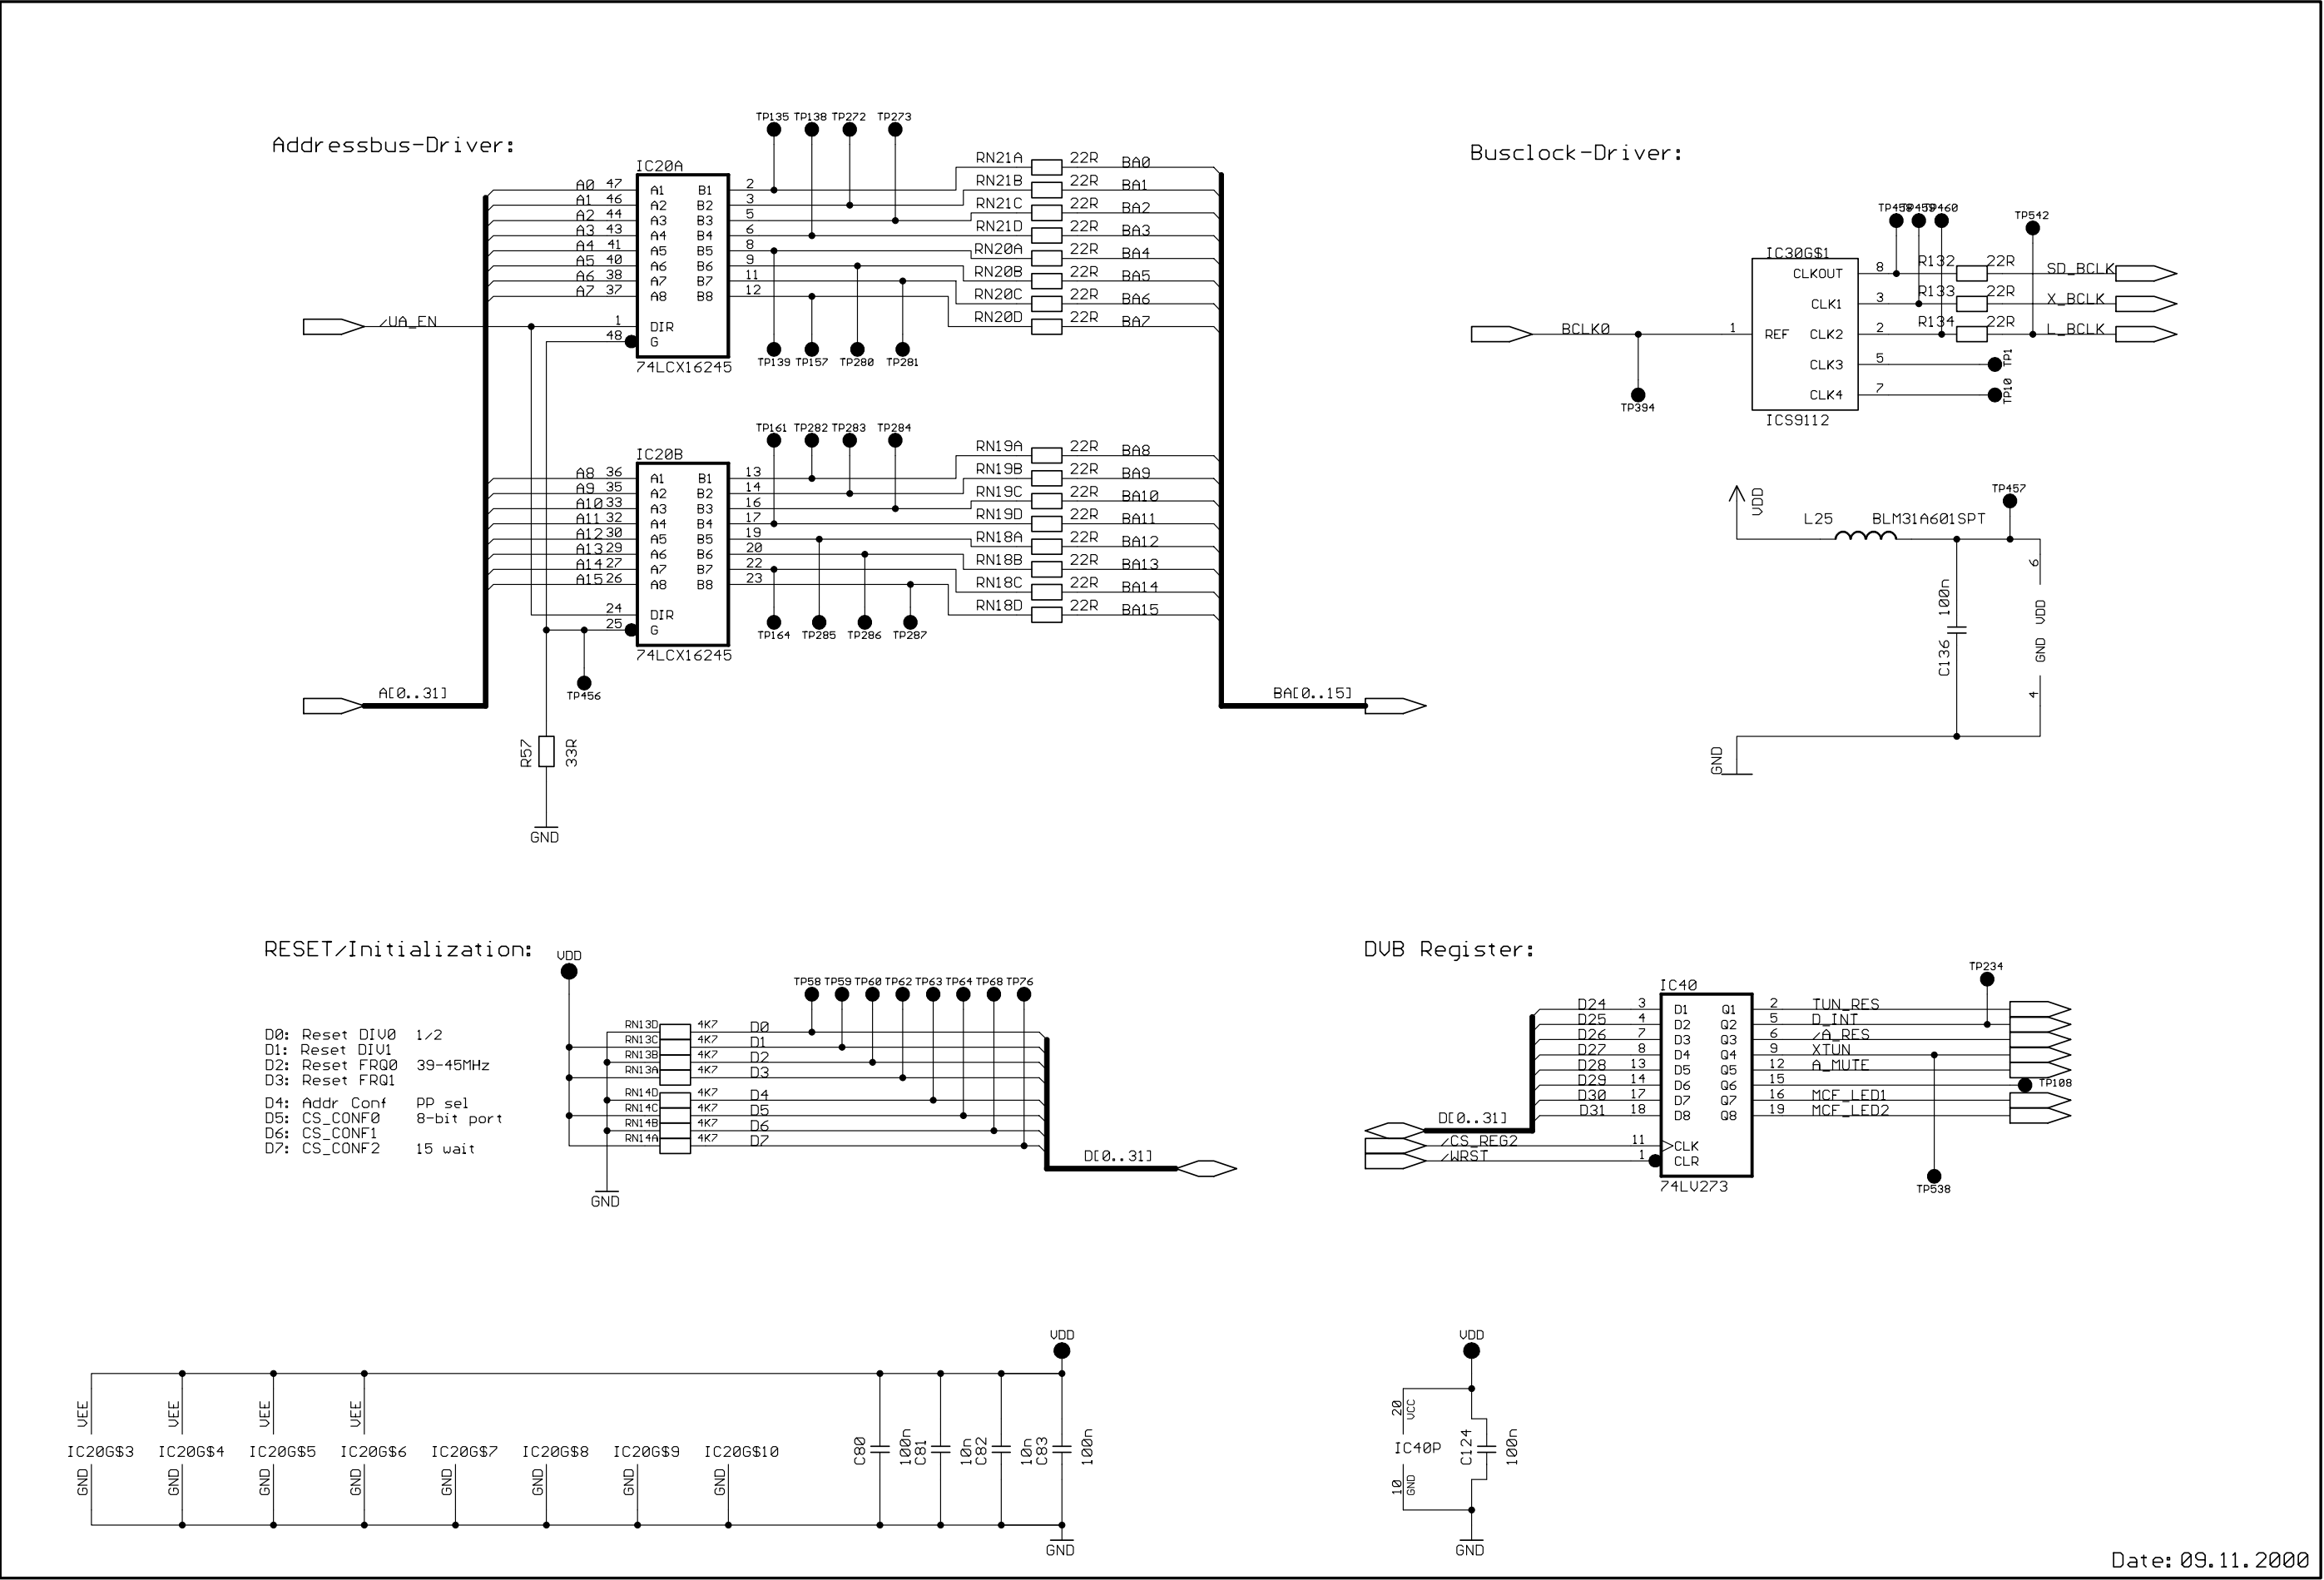 Addressbus-Driver:
TP135 TP138 TP272 TP273
IC20A
A0 47 A1 B1 2 RN21A 22R BA0
A1 46 A2 B2 3 RN21B 22R BA1
A2 44 A3 B3 5 RN21C 22R BA2
A3 43 A4 B4 6 RN21D 22R BA3
A4 41 A5 B5 8 RN20A 22R BA4
A5 40 A6 B6 9 RN20B 22R BA5
A6 38 A7 B7 11 RN20C 22R BA6
A7 37 A8 B8 12 RN20D 22R BA7
/UA_EN 1 DIR
48 G
74LCX16245
TP139 TP157 TP280 TP281
TP161 TP282 TP283 TP284
IC20B
A8 36 A1 B1 13 RN19A 22R BA8
A9 35 A2 B2 14 RN19B 22R BA9
A10 33 A3 B3 16 RN19C 22R BA10
A11 32 A4 B4 17 RN19D 22R BA11
A12 30 A5 B5 19 RN18A 22R BA12
A13 29 A6 B6 20 RN18B 22R BA13
A14 27 A7 B7 22 RN18C 22R BA14
A15 26 A8 B8 23 RN18D 22R BA15
24 DIR
25 G
74LCX16245
TP164 TP285 TP286 TP287
TP456
A[0..31]
BA[0..15]
R57 33R
GND
Busclock-Driver:
TP458 TP459 TP460 TP542
IC30G$1
CLKOUT 8 R132 22R SD_BCLK
CLK1 3 R133 22R X_BCLK
BCLK0 1 REF CLK2 2 R134 22R L_BCLK
CLK3 5 TP1
CLK4 7 TP10
TP394
ICS9112
VDD
L25 BLM31A601SPT
TP457
C136 100n
6 VDD
GND 4
GND
RESET/Initialization:
VDD
TP58 TP59 TP60 TP62 TP63 TP64 TP68 TP76
D0: Reset DIV0 1/2
D1: Reset DIV1
D2: Reset FRQ0 39-45MHz
D3: Reset FRQ1
D4: Addr Conf PP sel
D5: CS_CONF0 8-bit port
D6: CS_CONF1
D7: CS_CONF2 15 wait
RN13D 4K7 D0
RN13C 4K7 D1
RN13B 4K7 D2
RN13A 4K7 D3
RN14D 4K7 D4
RN14C 4K7 D5
RN14B 4K7 D6
RN14A 4K7 D7
D[0..31]
GND
DVB Register:
TP234
IC40
D24 3 D1 Q1 2 TUN_RES
D25 4 D2 Q2 5 D_INT
D26 7 D3 Q3 6 /A_RES
D27 8 D4 Q4 9 XTUN
D28 13 D5 Q5 12 A_MUTE
D29 14 D6 Q6 15 TP108
D30 17 D7 Q7 16 MCF_LED1
D31 18 D8 Q8 19 MCF_LED2
D[0..31]
/CS_REG2 11 CLK
/WRST 1 CLR
74LV273
TP538
VDD
VEE VEE VEE VEE
IC20G$3 IC20G$4 IC20G$5 IC20G$6 IC20G$7 IC20G$8 IC20G$9 IC20G$10
GND GND GND GND GND GND GND GND
C80 100n C81 10n C82 10n C83 100n
GND
VDD
20 VCC
IC40P
10 GND
C124 100n
GND
Date: 09.11.2000